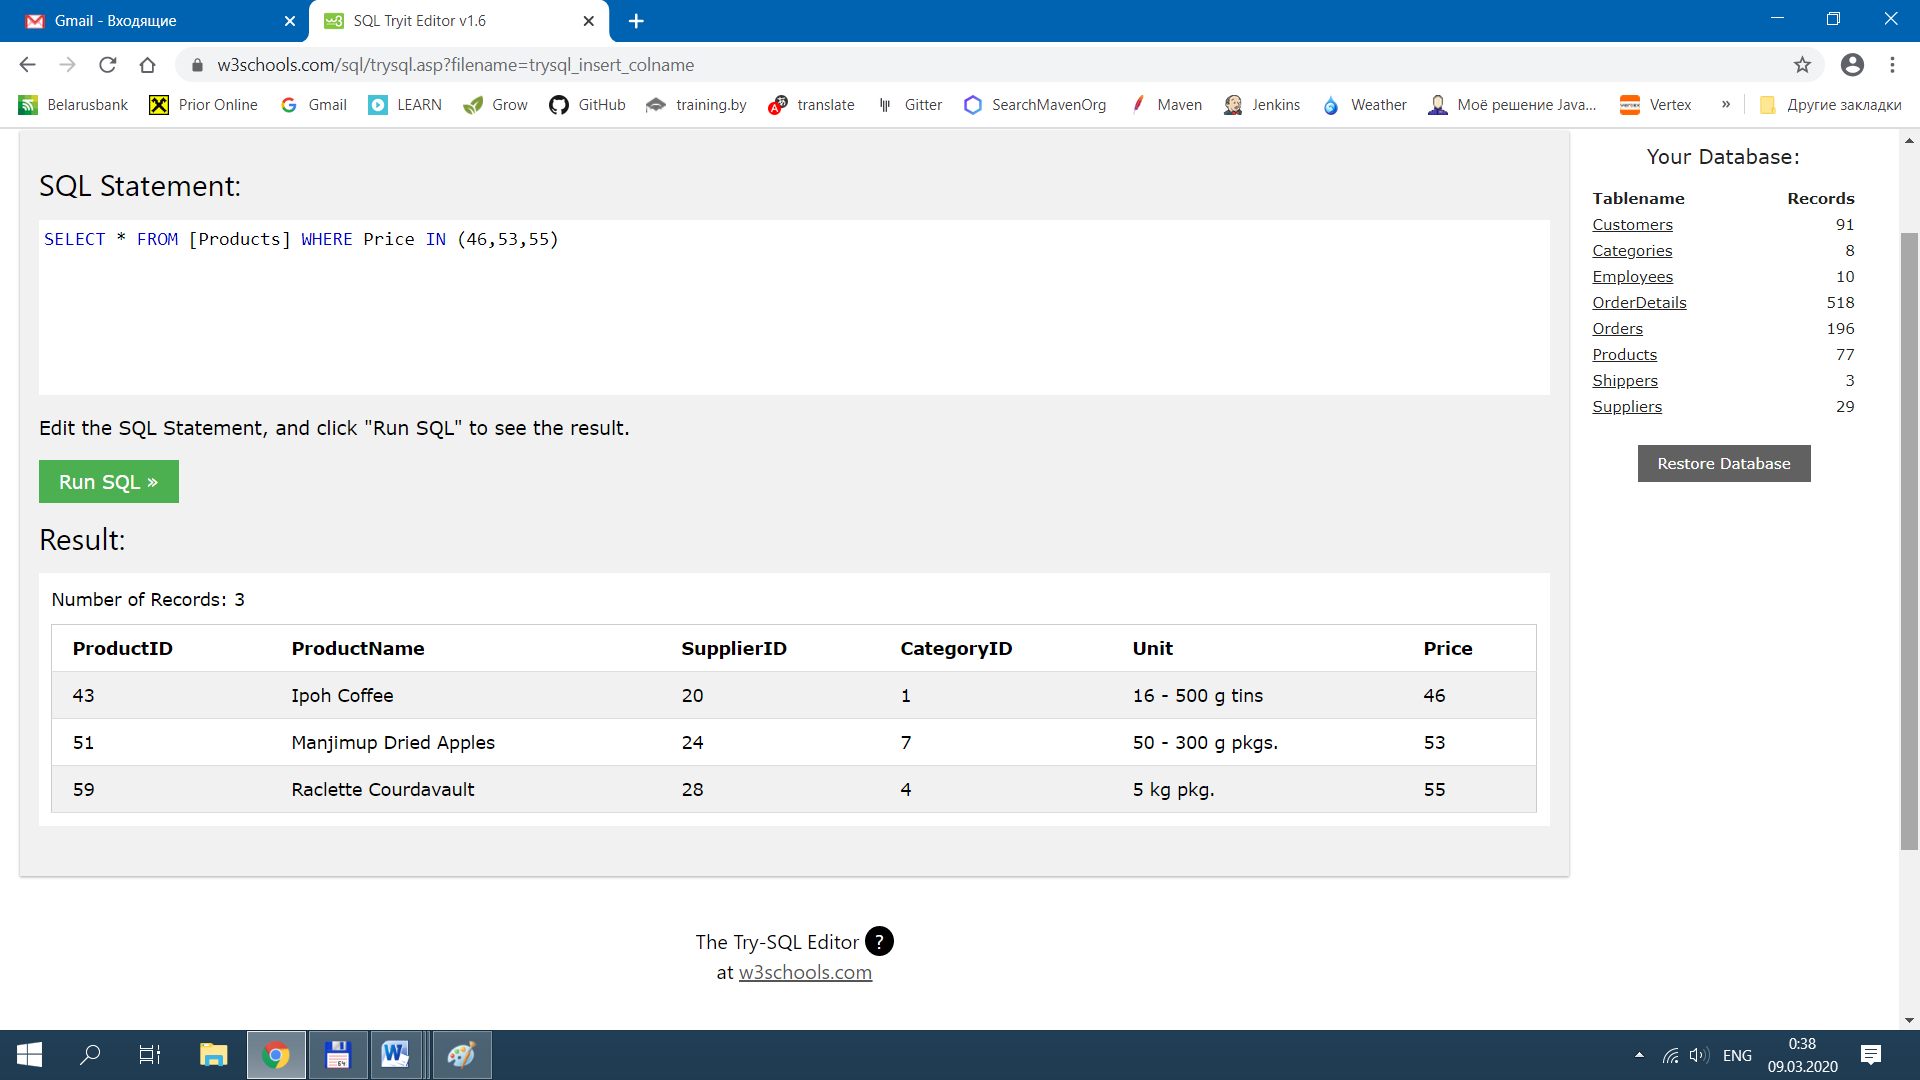 Gmail - Входящие
SQL Tryit Editor v1.6
w3schools.com/sql/trysql.asp?filename=trysql_insert_colname
Belarusbank Prior Online Gmail LEARN Grow GitHub training.by translate Gitter SearchMavenOrg Maven Jenkins Weather Моё решение Java... Vertex » Другие закладки
SQL Statement:
SELECT * FROM [Products] WHERE Price IN (46,53,55)
Edit the SQL Statement, and click "Run SQL" to see the result.
Run SQL »
Result:
Number of Records: 3
ProductID ProductName SupplierID CategoryID Unit Price
43 Ipoh Coffee 20 1 16 - 500 g tins 46
51 Manjimup Dried Apples 24 7 50 - 300 g pkgs. 53
59 Raclette Courdavault 28 4 5 kg pkg. 55
The Try-SQL Editor ?
at w3schools.com
Your Database:
Tablename Records
Customers 91
Categories 8
Employees 10
OrderDetails 518
Orders 196
Products 77
Shippers 3
Suppliers 29
Restore Database
64
ENG
0:38
09.03.2020